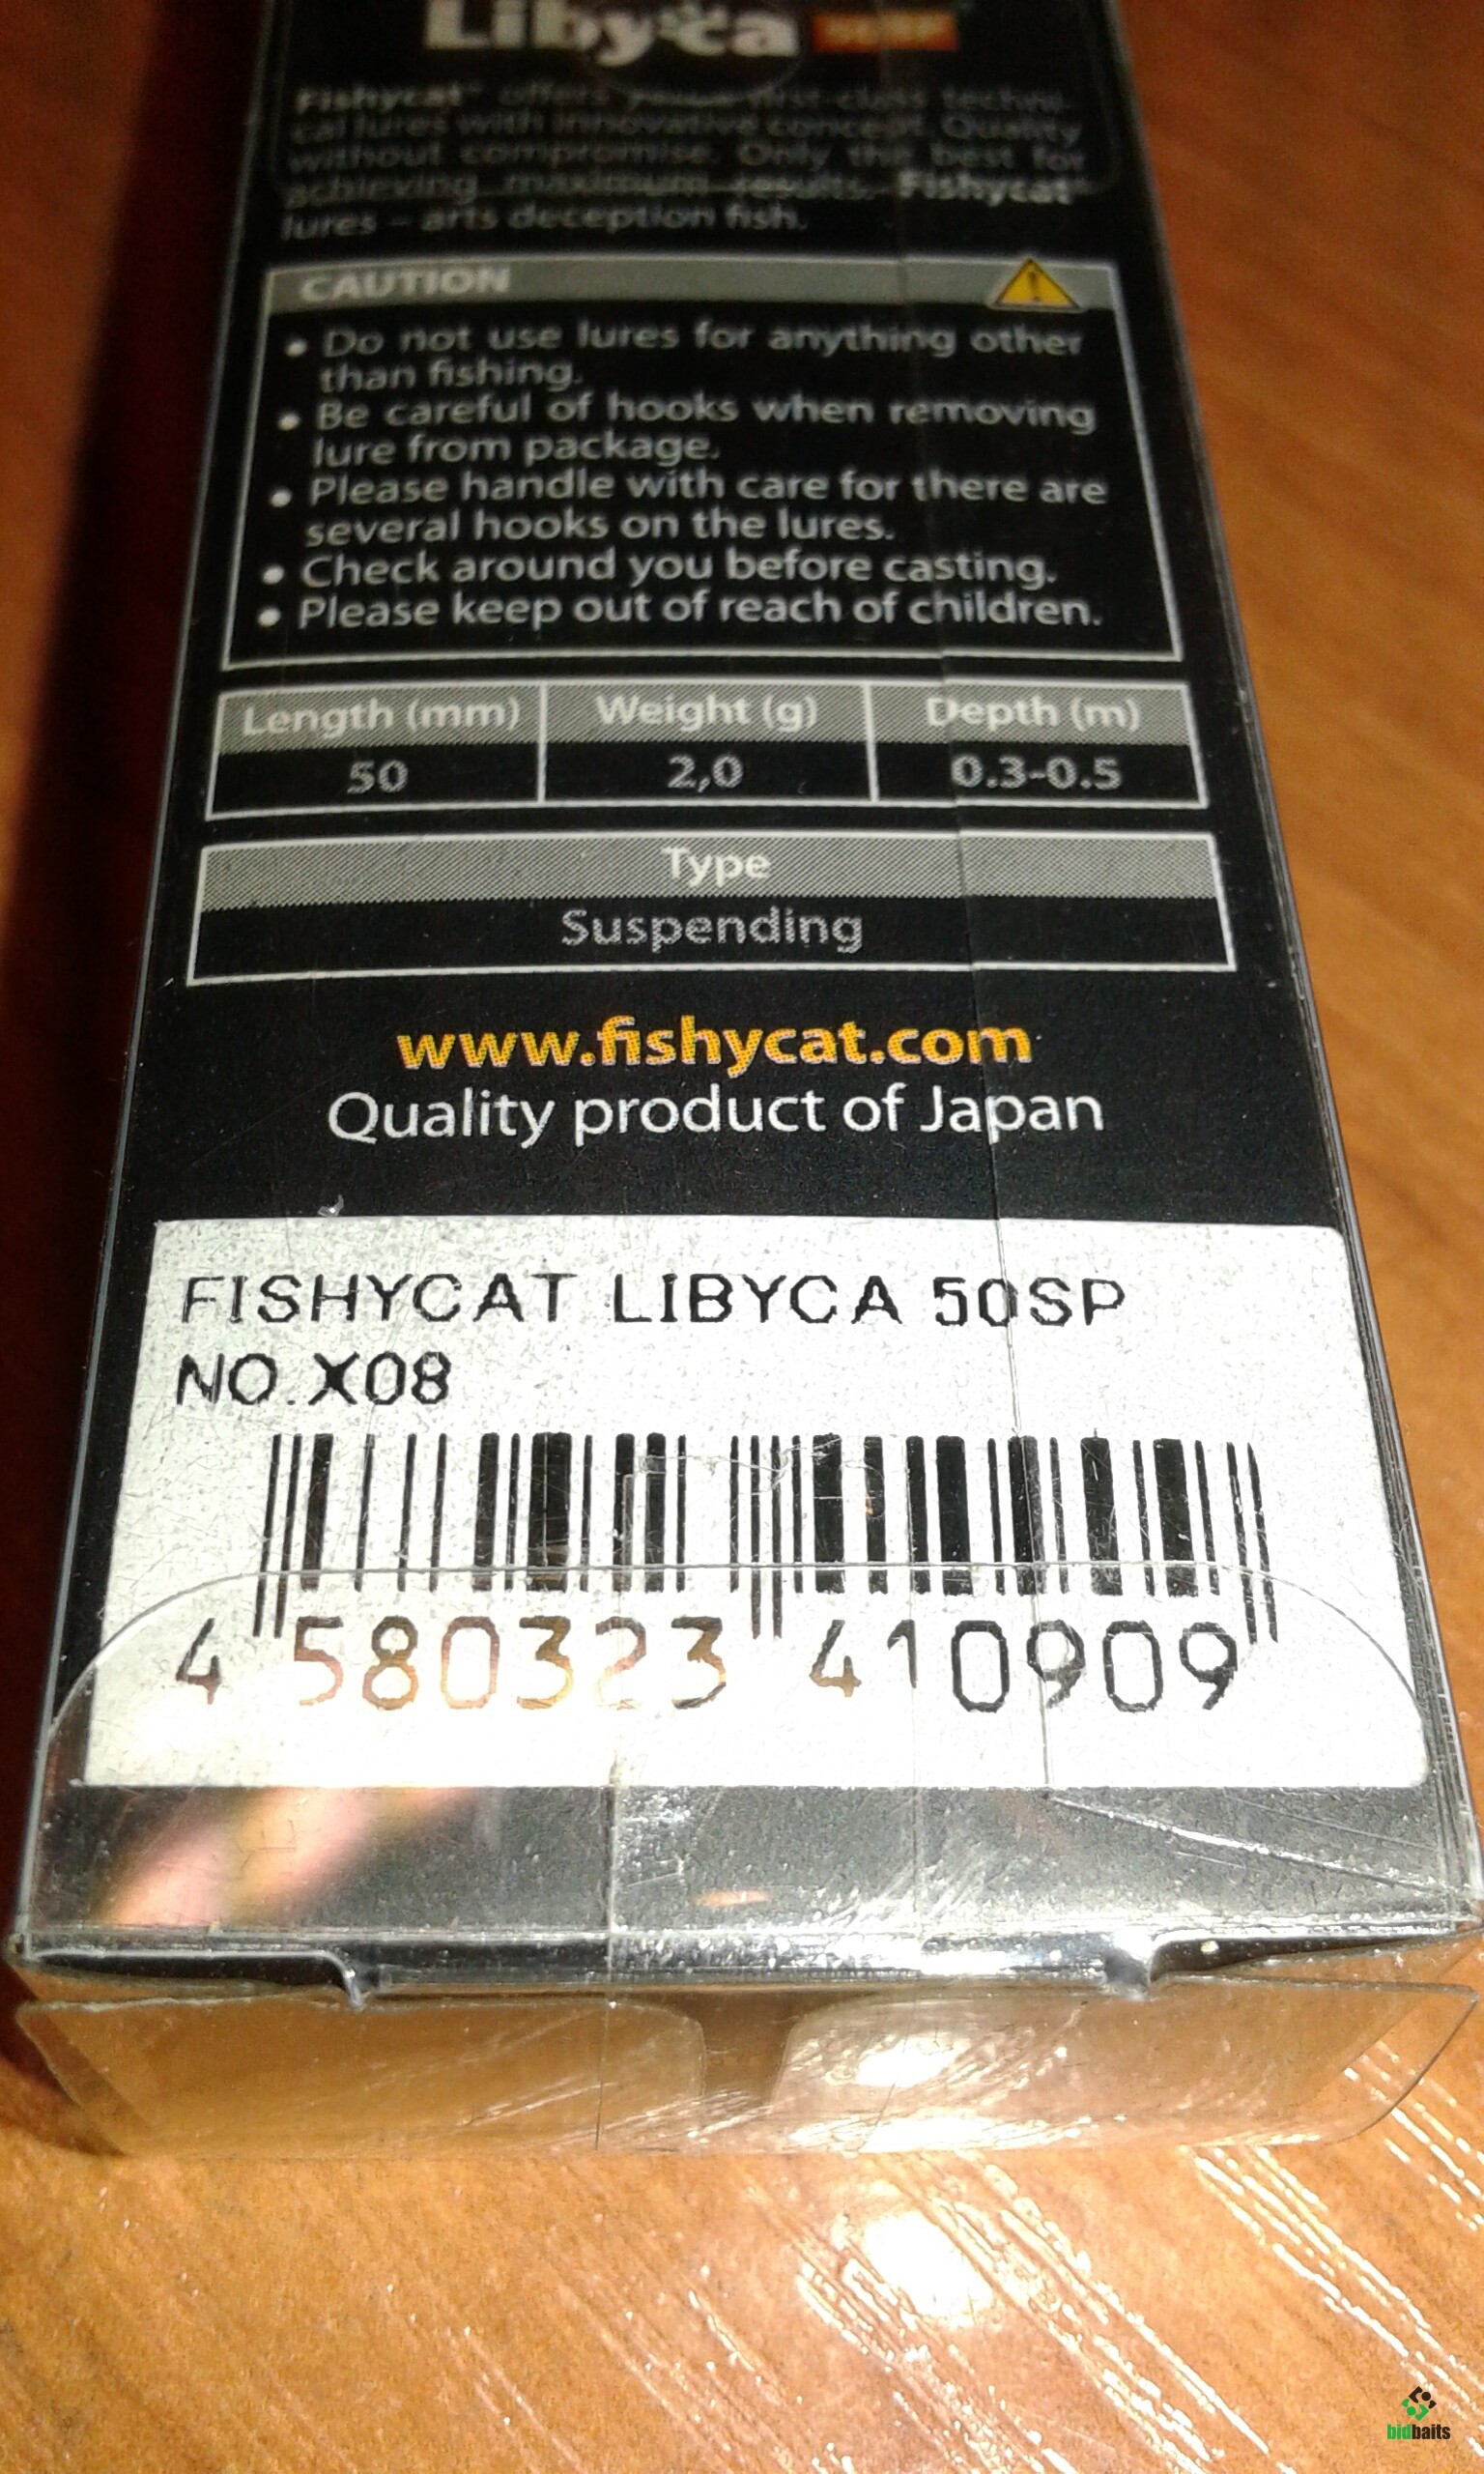 Libyca 50SP
Fishycat® offers first-class techni-
cal lures with innovative concept. Quality
without compromise. Only the best for
achieving maximum results. Fishycat®
lures – arts deception fish.
CAUTION
• Do not use lures for anything other
than fishing.
• Be careful of hooks when removing
lure from package.
• Please handle with care for there are
several hooks on the lures.
• Check around you before casting.
• Please keep out of reach of children.
Length (mm) Weight (g) Depth (m)
50 2,0 0.3-0.5
Type
Suspending
www.fishycat.com
Quality product of Japan
FISHYCAT LIBYCA 50SP
NO.X08
4 580323 410909
bidbaits